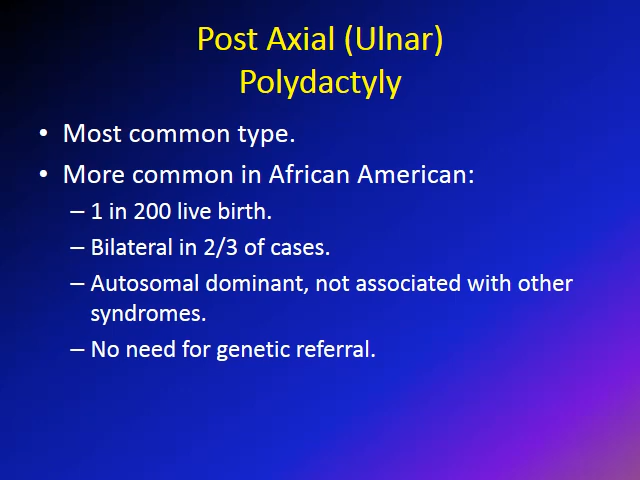 Post Axial (Ulnar)
Polydactyly
• Most common type.
• More common in African American:
– 1 in 200 live birth.
– Bilateral in 2/3 of cases.
– Autosomal dominant, not associated with other
syndromes.
– No need for genetic referral.